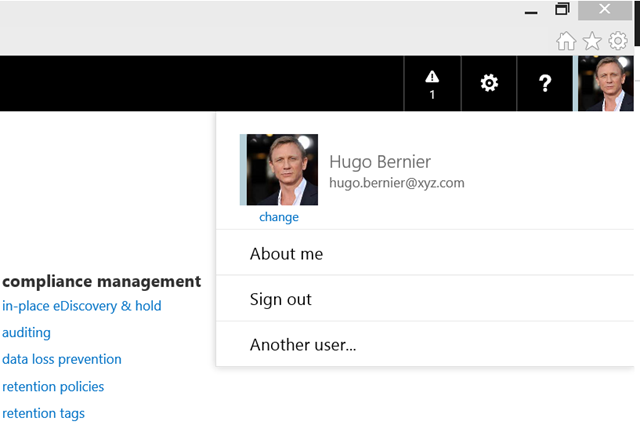 1
?
Hugo Bernier
hugo.bernier@xyz.com
change
About me
Sign out
Another user...
compliance management
in-place eDiscovery & hold
auditing
data loss prevention
retention policies
retention tags